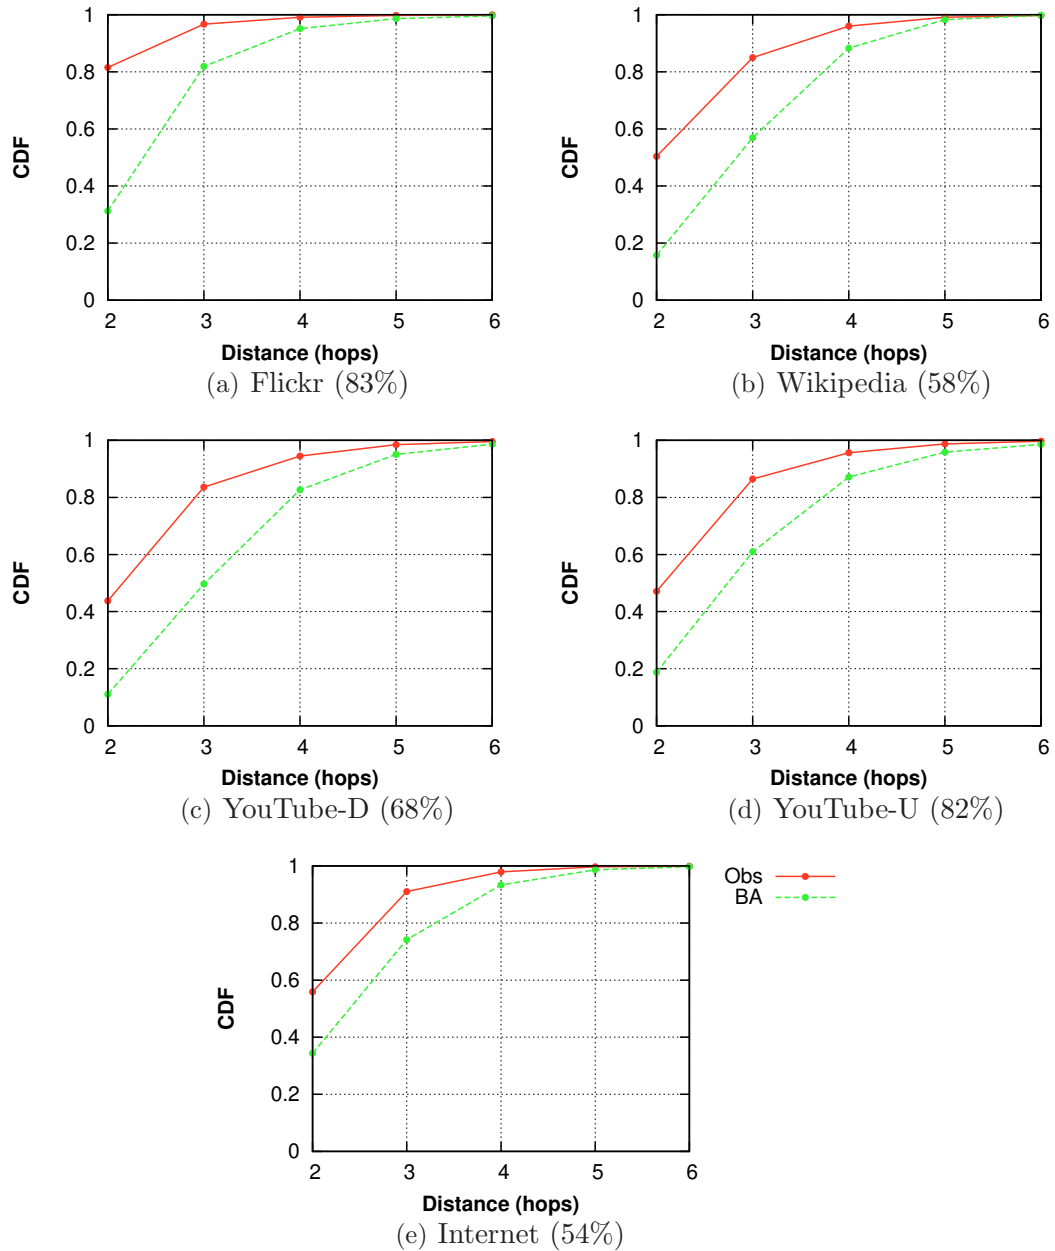 1
0.8
0.6
0.4
0.2
0
CDF
2 3 4 5 6
Distance (hops)
(a) Flickr (83%)
1
0.8
0.6
0.4
0.2
0
CDF
2 3 4 5 6
Distance (hops)
(b) Wikipedia (58%)
1
0.8
0.6
0.4
0.2
0
CDF
2 3 4 5 6
Distance (hops)
(c) YouTube-D (68%)
1
0.8
0.6
0.4
0.2
0
CDF
2 3 4 5 6
Distance (hops)
(d) YouTube-U (82%)
1
0.8
0.6
0.4
0.2
0
CDF
2 3 4 5 6
Distance (hops)
(e) Internet (54%)
Obs
BA